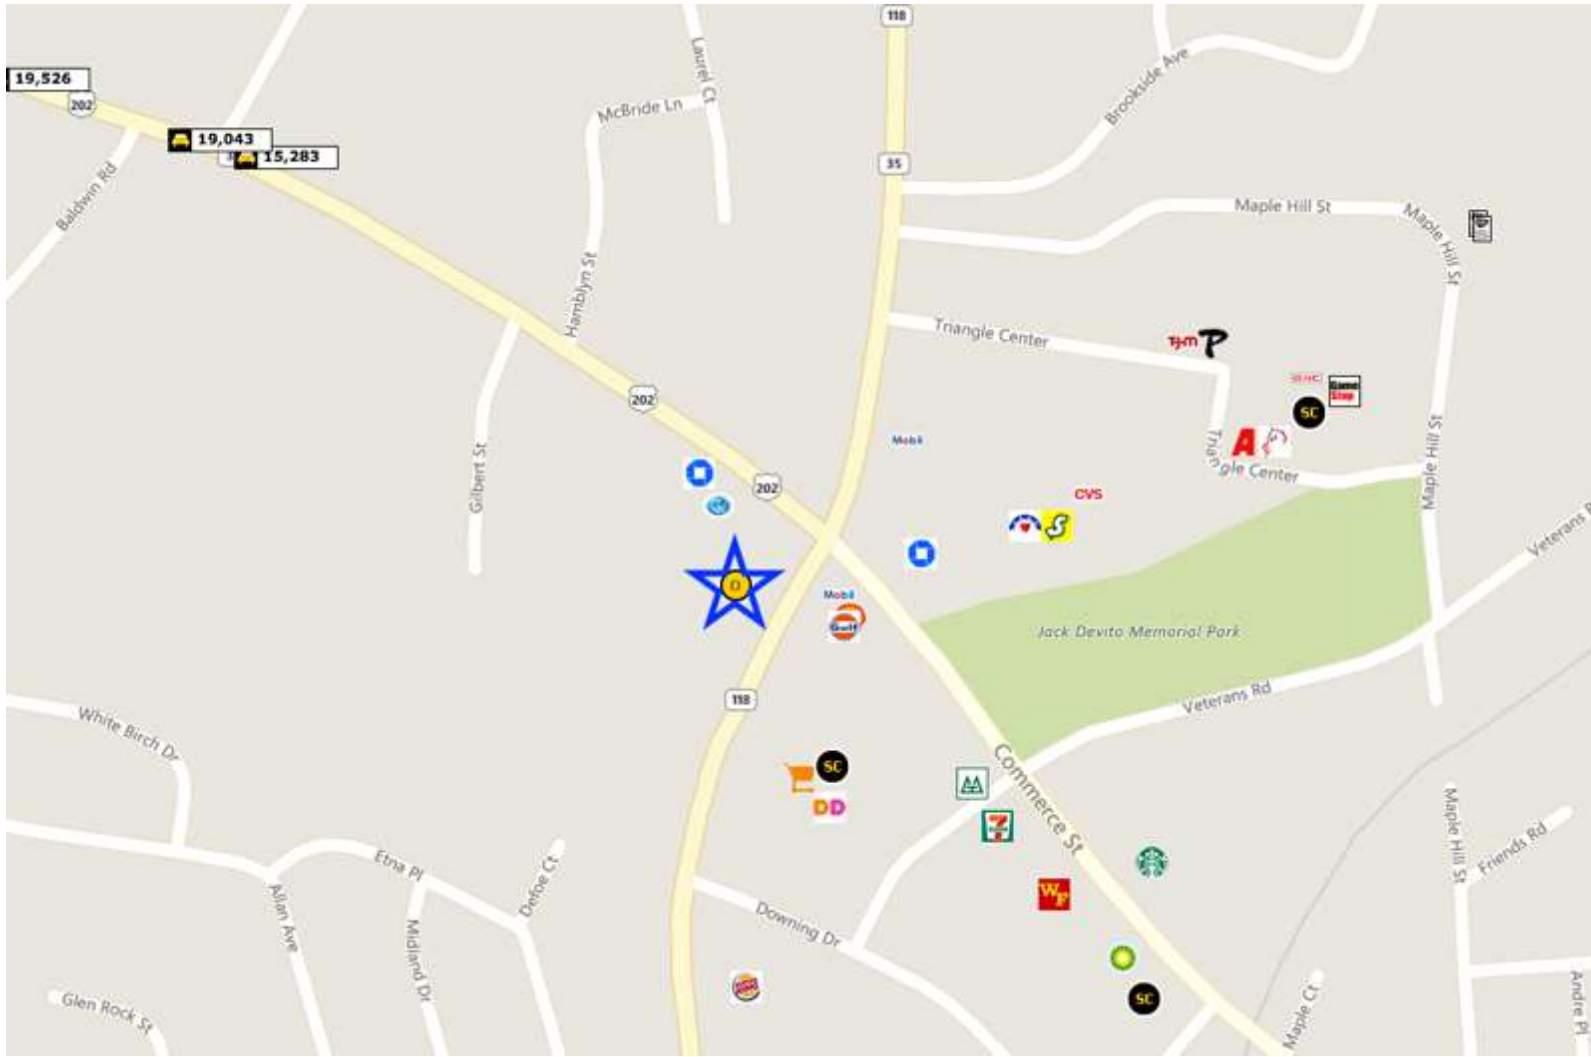 118
19,526
202
Laurel Ct
Brookside Ave
McBride Ln
19,043
15,283
35
Baldwin Rd
Maple Hill St
Maple Hill St
Hamblyn St
Triangle Center
P
202
Game
Stop
SC
A
Mobil
Maple Hill St
Triangle Center
Gilbert St
202
CVS
S
Veterans R
Mobil
Gulf
Jack Devito Memorial Park
118
Veterans Rd
White Birch Dr
Commerce St
SC
DD
7
Maple Hill St
Friends Rd
Etna Pl
Defoe Ct
Allan Ave
WF
Downing Dr
Midland Dr
SC
Glen Rock St
Maple Ct
Andre Pl